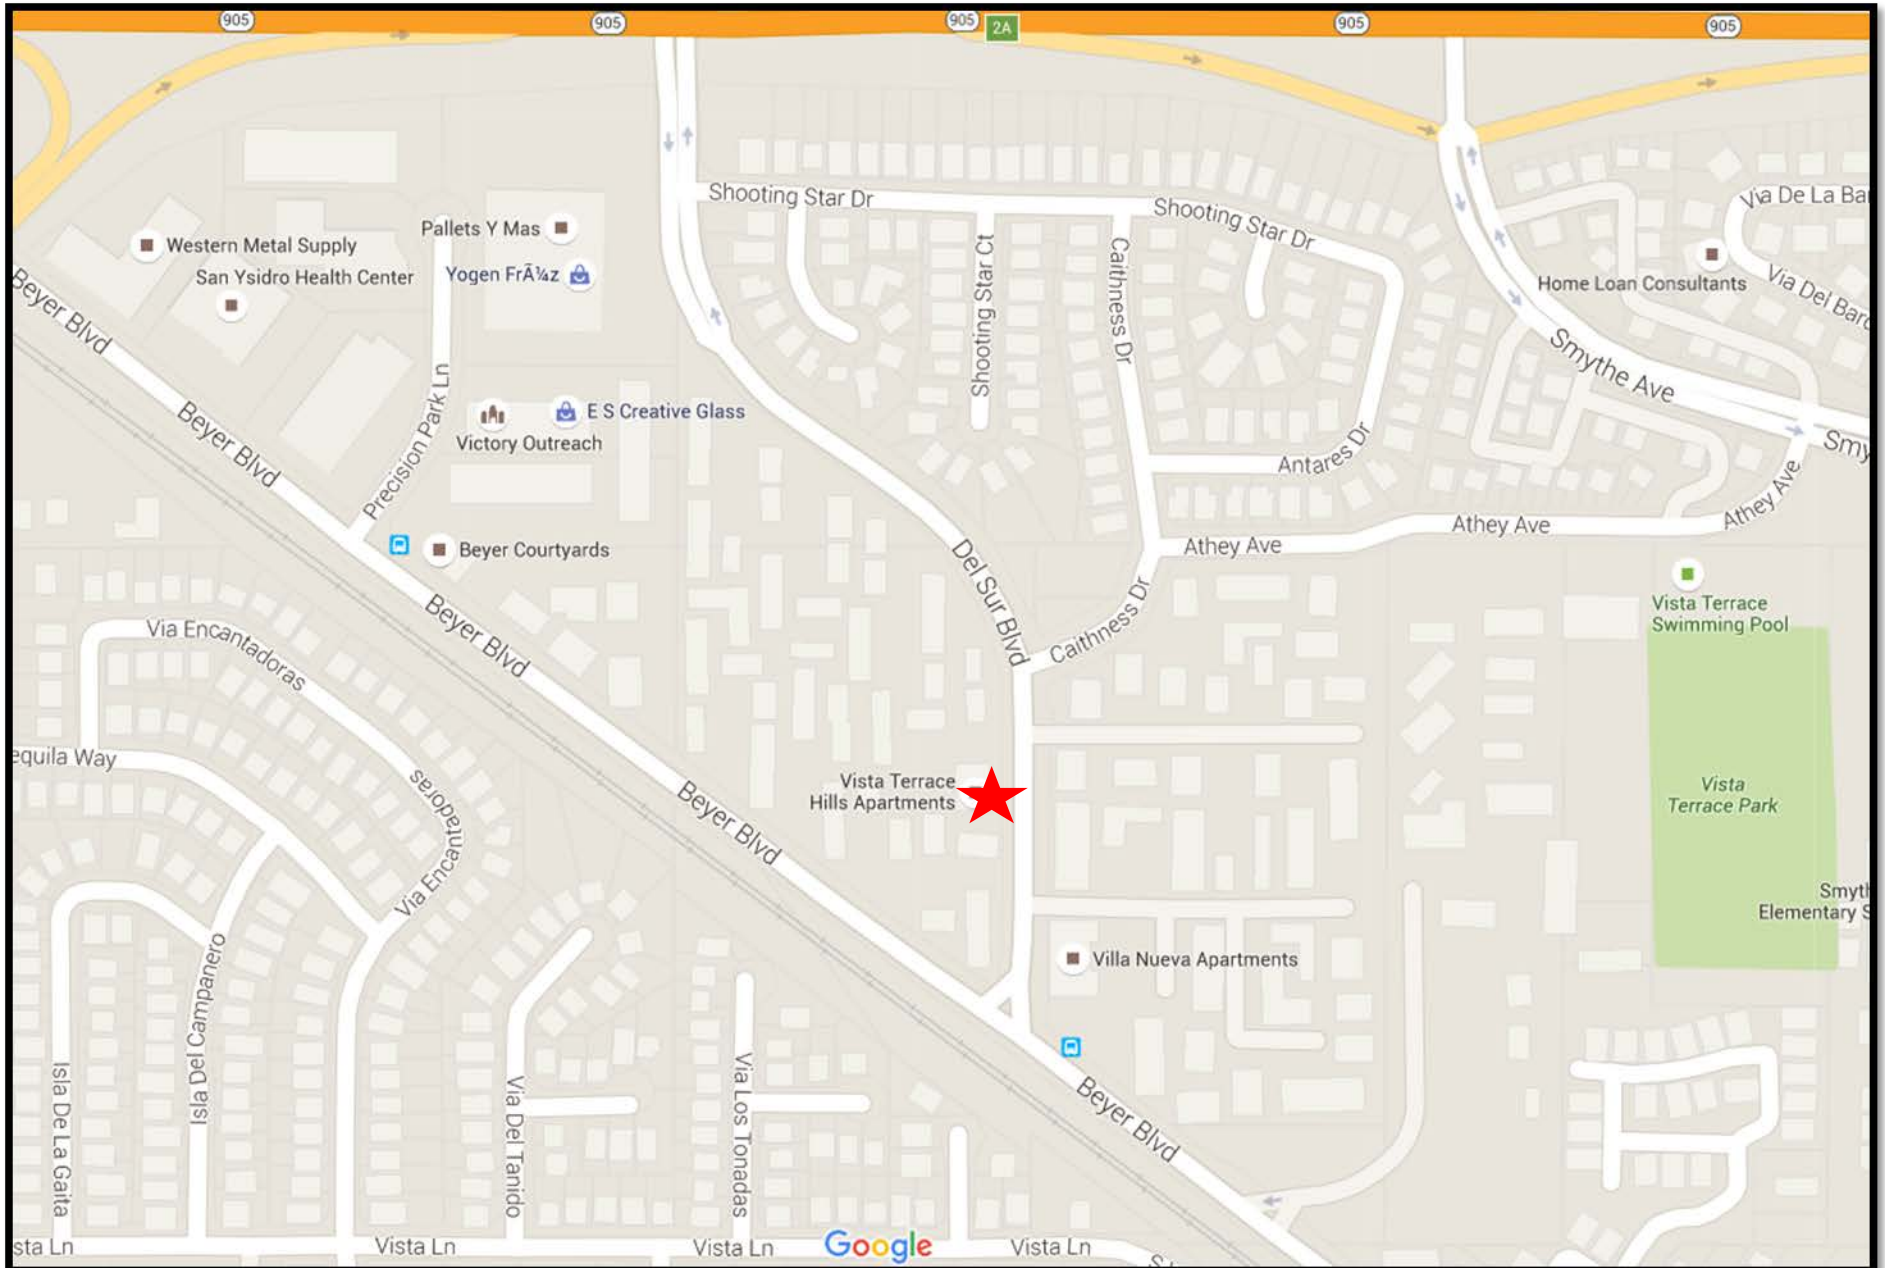 905
905
905
2A
905
905
Shooting Star Dr
Shooting Star Dr
Via De La Bar
Pallets Y Mas
Western Metal Supply
San Ysidro Health Center
Yogen FrÃ¼z
Home Loan Consultants
Via Del Bard
Beyer Blvd
Shooting Star Ct
Caithness Dr
Smythe Ave
Precision Park Ln
E S Creative Glass
Victory Outreach
Beyer Blvd
Antares Dr
Smy
Athey Ave
Athey Ave
Athey Ave
Beyer Courtyards
Del Sur Blvd
Caithness Dr
Vista Terrace
Swimming Pool
Beyer Blvd
Via Encantadoras
equila Way
Via Encantadoras
Vista Terrace
Hills Apartments
Beyer Blvd
Vista
Terrace Park
Smyth
Elementary S
Villa Nueva Apartments
Isla Del Campanero
Isla De La Gaita
Via Del Tanido
Via Los Tonadas
Beyer Blvd
sta Ln
Vista Ln
Vista Ln
Google
Vista Ln